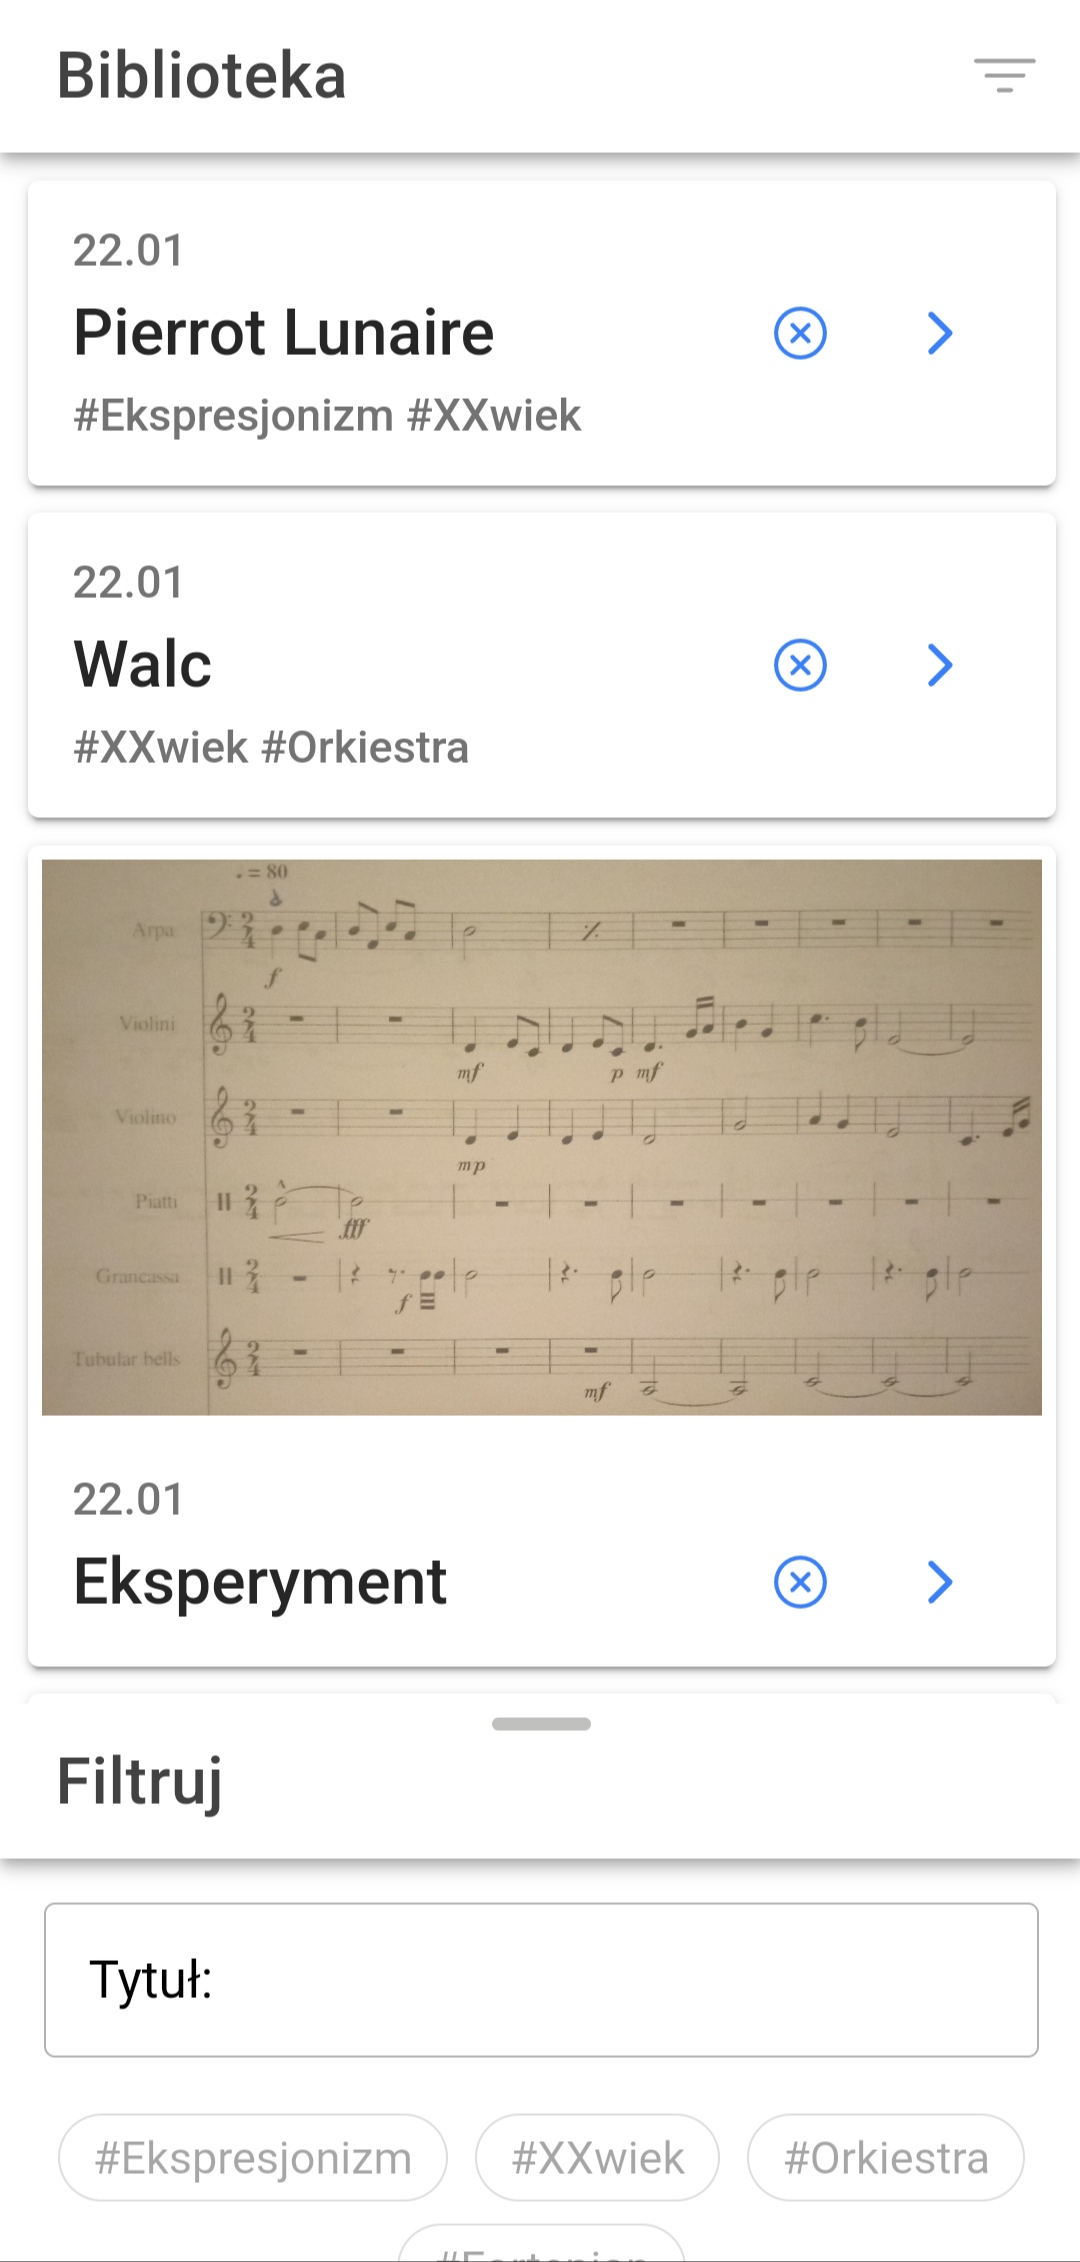 Biblioteka
22.01
Pierrot Lunaire
#Ekspresjonizm #XXwiek
22.01
Walc
#XXwiek #Orkiestra
. = 80
Arpa
f
Violini
mf p mf
Violino
mp
Piatti
fff
Grancassa
f
Tubular bells
mf
22.01
Eksperyment
Filtruj
Tytuł:
#Ekspresjonizm #XXwiek #Orkiestra